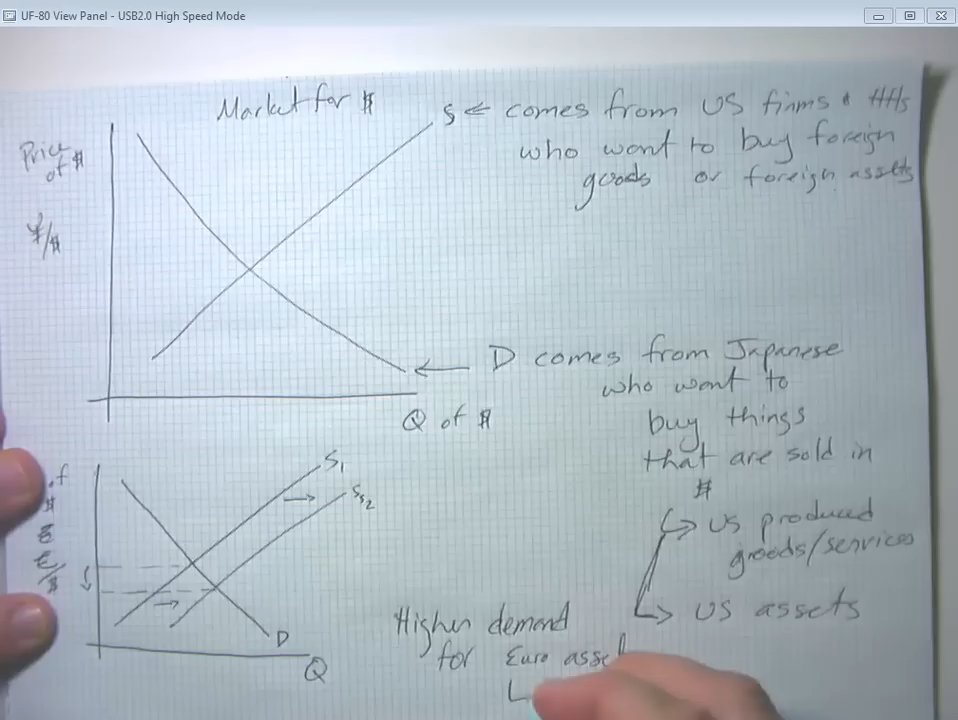 UF-80 View Panel - USB2.0 High Speed Mode
Market for $
Price
of $
¥/$
S ← comes from US firms & HHs
who want to buy foreign
goods or foreign assets
← D comes from Japanese
who want to
buy things
that are sold in
$
→ US produced
goods/services
→ US assets
Q of $
S1
S2
D
Q
€/$
Higher demand
for Euro asse